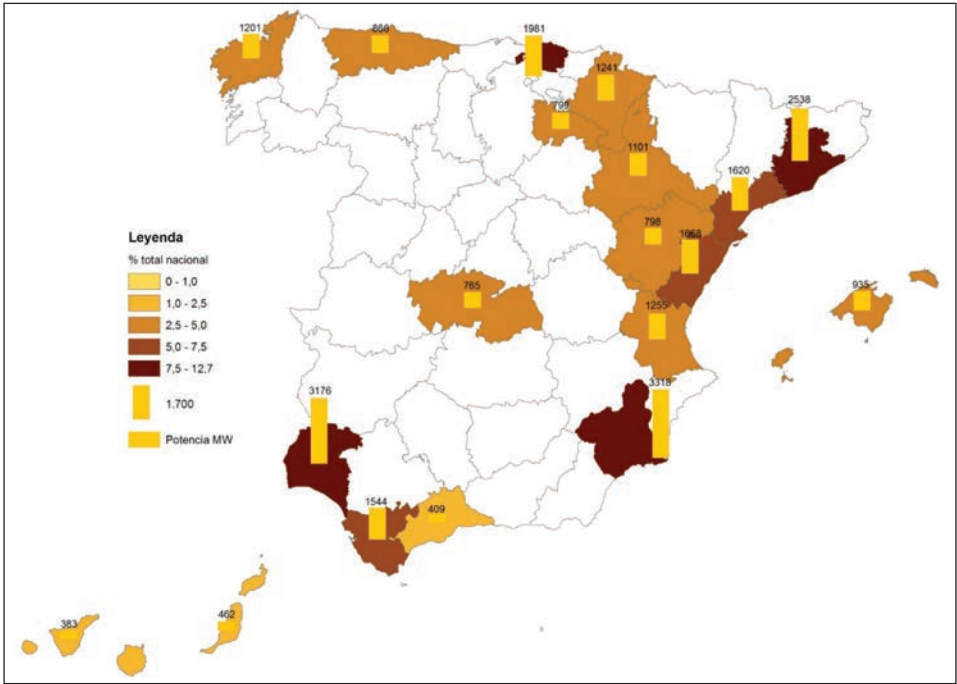 1201
1981
1241
799
2538
1101
1620
798
1668
Leyenda
% total nacional
0 - 1,0
1,0 - 2,5
2,5 - 5,0
5,0 - 7,5
7,5 - 12,7
1.700
Potencia MW
765
1255
935
3176
3318
1544
409
383
462